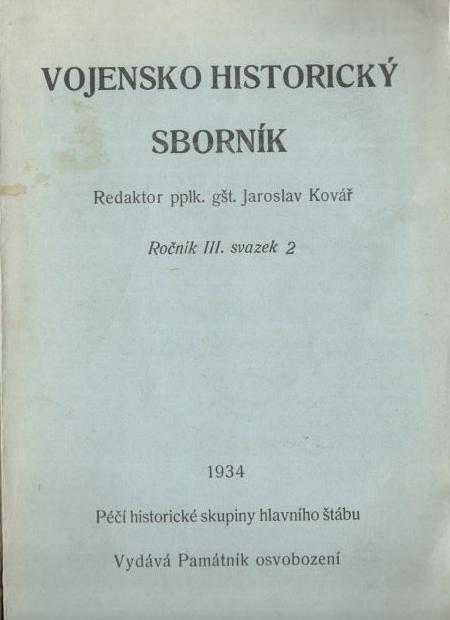 VOJENSKO HISTORICKÝ
SBORNÍK
Redaktor pplk. gšt. Jaroslav Kovář
Ročník III. svazek 2
1934
Péčí historické skupiny hlavního štábu
Vydává Památník osvobození